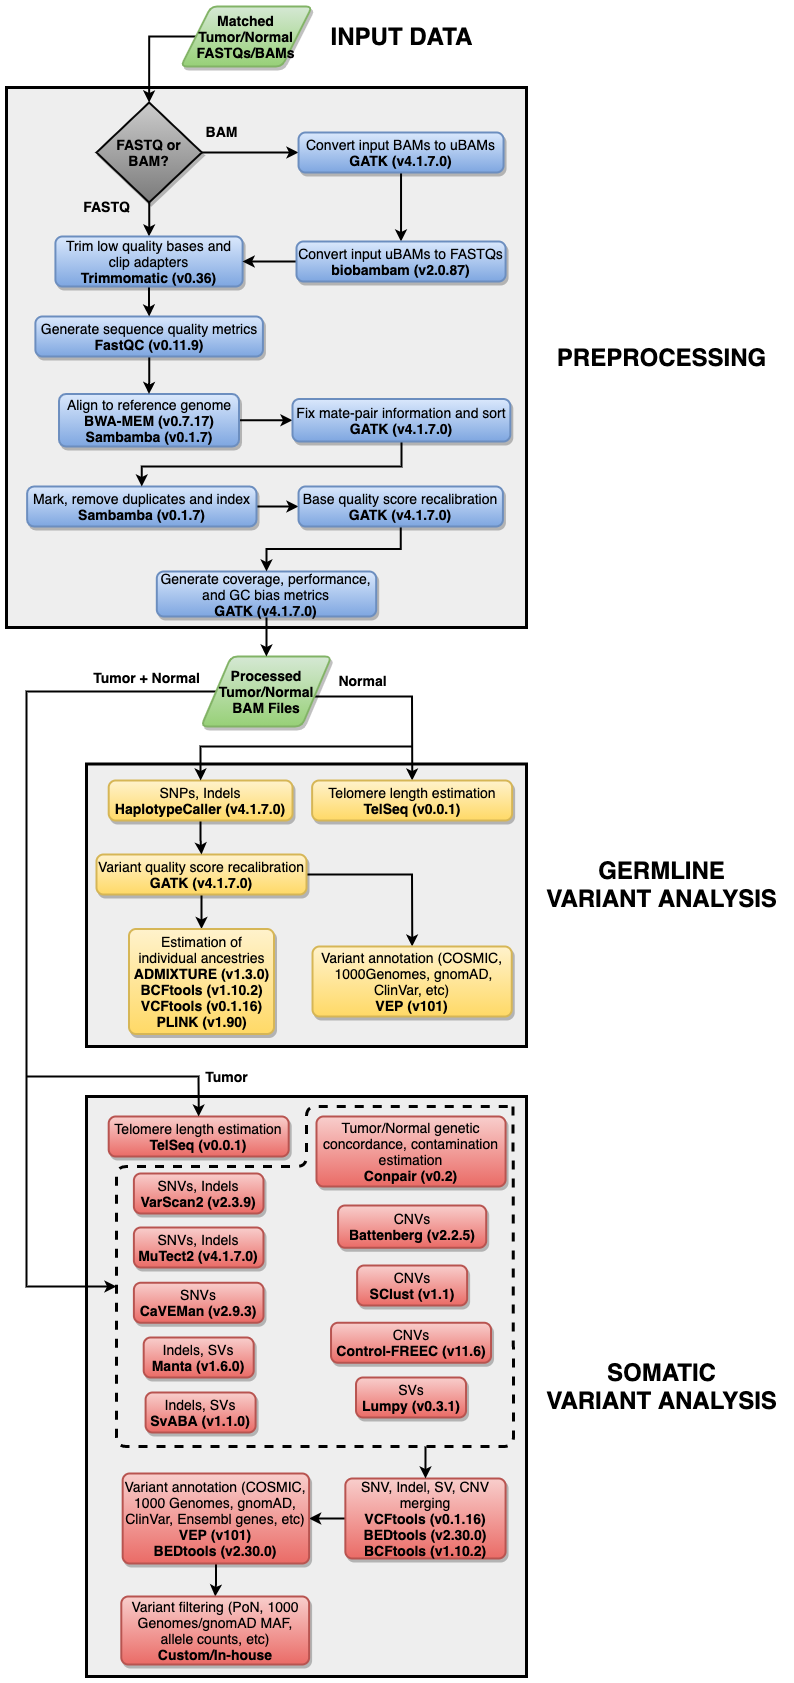 Matched
Tumor/Normal
FASTQs/BAMs
INPUT DATA
FASTQ or
BAM?
BAM
FASTQ
Convert input BAMs to uBAMs
GATK (v4.1.7.0)
Trim low quality bases and
clip adapters
Trimmomatic (v0.36)
Convert input uBAMs to FASTQs
biobambam (v2.0.87)
Generate sequence quality metrics
FastQC (v0.11.9)
PREPROCESSING
Align to reference genome
BWA-MEM (v0.7.17)
Sambamba (v0.1.7)
Fix mate-pair information and sort
GATK (v4.1.7.0)
Mark, remove duplicates and index
Sambamba (v0.1.7)
Base quality score recalibration
GATK (v4.1.7.0)
Generate coverage, performance,
and GC bias metrics
GATK (v4.1.7.0)
Tumor + Normal
Processed
Tumor/Normal
BAM Files
Normal
SNPs, Indels
HaplotypeCaller (v4.1.7.0)
Telomere length estimation
TelSeq (v0.0.1)
Variant quality score recalibration
GATK (v4.1.7.0)
GERMLINE
VARIANT ANALYSIS
Estimation of
individual ancestries
ADMIXTURE (v1.3.0)
BCFtools (v1.10.2)
VCFtools (v0.1.16)
PLINK (v1.90)
Variant annotation (COSMIC,
1000Genomes, gnomAD,
ClinVar, etc)
VEP (v101)
Tumor
Telomere length estimation
TelSeq (v0.0.1)
Tumor/Normal genetic
concordance, contamination
estimation
Conpair (v0.2)
SNVs, Indels
VarScan2 (v2.3.9)
CNVs
Battenberg (v2.2.5)
SNVs, Indels
MuTect2 (v4.1.7.0)
CNVs
SClust (v1.1)
SNVs
CaVEMan (v2.9.3)
CNVs
Control-FREEC (v11.6)
Indels, SVs
Manta (v1.6.0)
SVs
Lumpy (v0.3.1)
Indels, SVs
SvABA (v1.1.0)
SOMATIC
VARIANT ANALYSIS
SNV, Indel, SV, CNV
merging
VCFtools (v0.1.16)
BEDtools (v2.30.0)
BCFtools (v1.10.2)
Variant annotation (COSMIC,
1000 Genomes, gnomAD,
ClinVar, Ensembl genes, etc)
VEP (v101)
BEDtools (v2.30.0)
Variant filtering (PoN, 1000
Genomes/gnomAD MAF,
allele counts, etc)
Custom/In-house